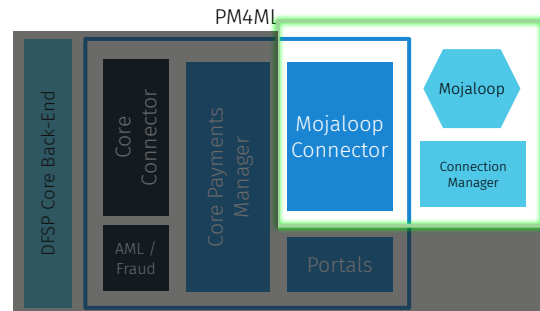 PM4ML
DFSP Core Back-End
Core
Connector
AML /
Fraud
Core Payments
Manager
Mojaloop
Connector
Portals
Mojaloop
Connection
Manager